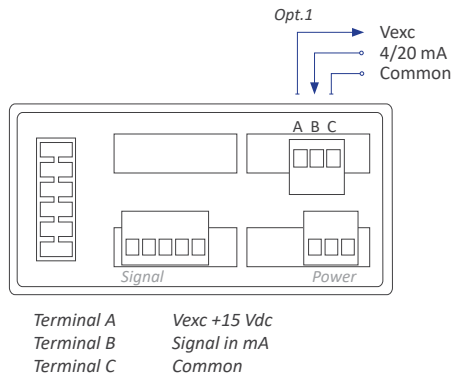 Opt.1
Vexc
4/20 mA
Common
A B C
Signal
Power
Terminal A Vexc +15 Vdc
Terminal B Signal in mA
Terminal C Common